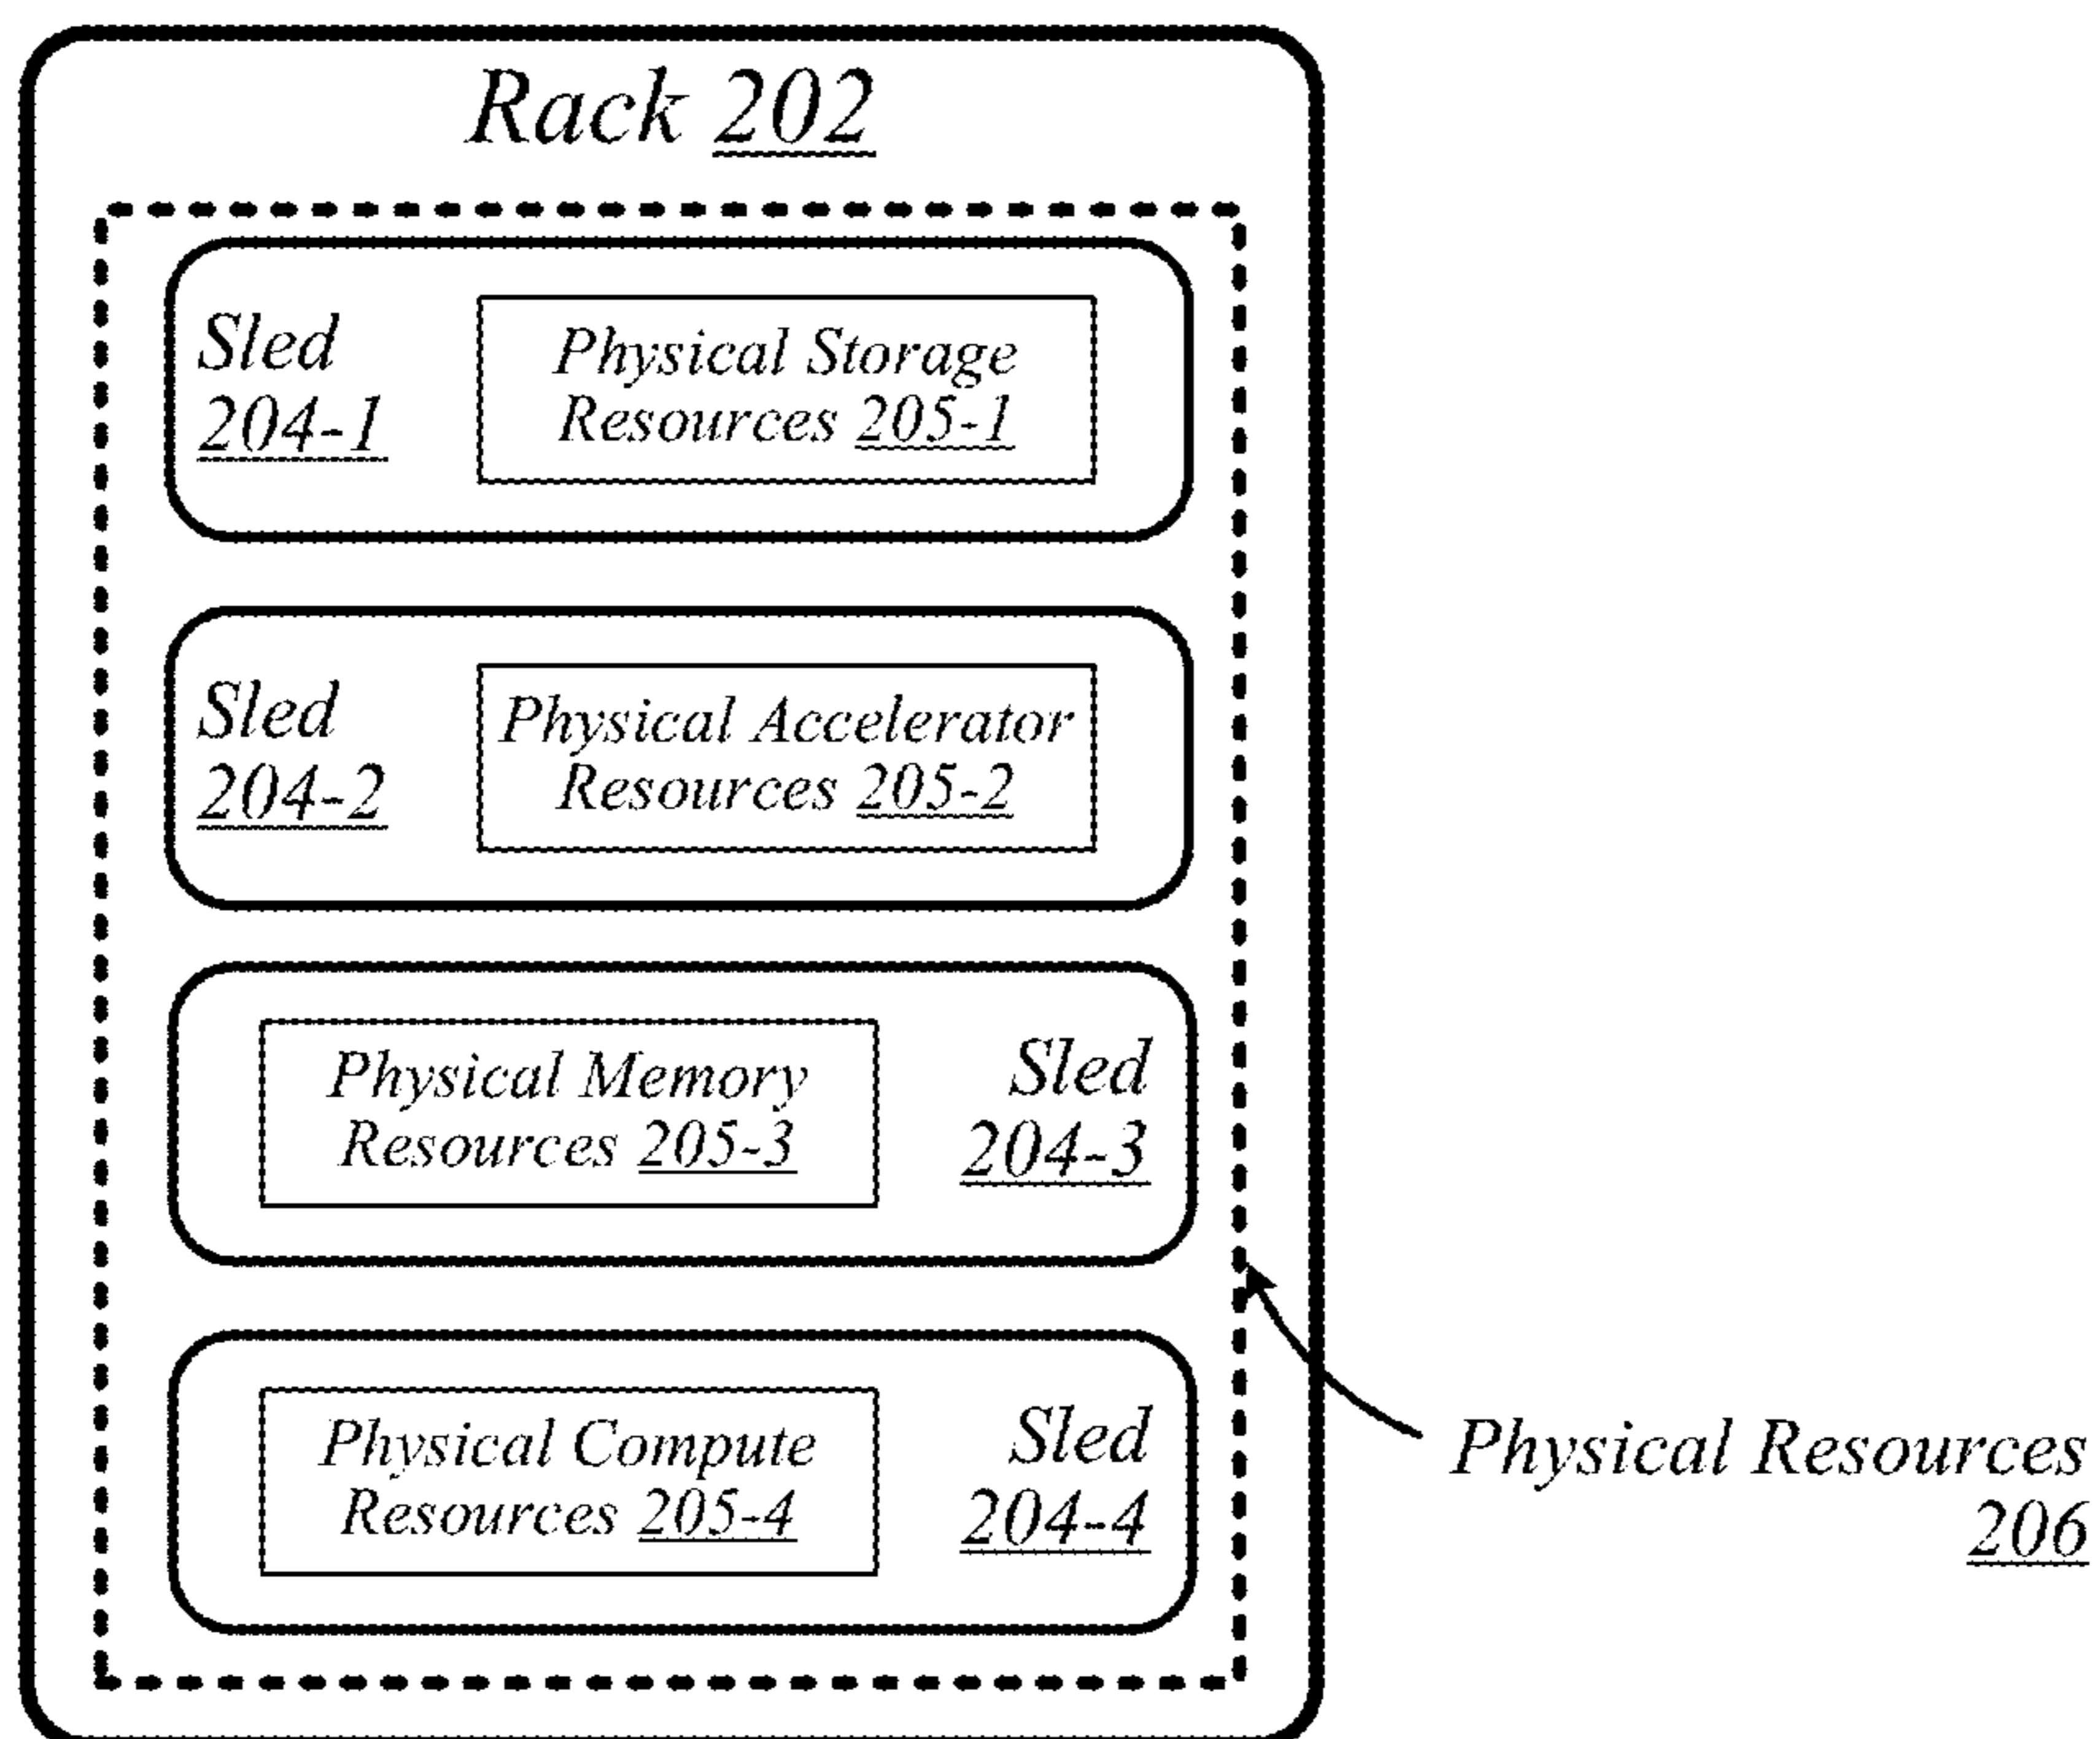 Rack 202
Sled
204-1
Physical Storage
Resources 205-1
Sled
204-2
Physical Accelerator
Resources 205-2
Physical Memory
Resources 205-3
Sled
204-3
Physical Compute
Resources 205-4
Sled
204-4
Physical Resources
206